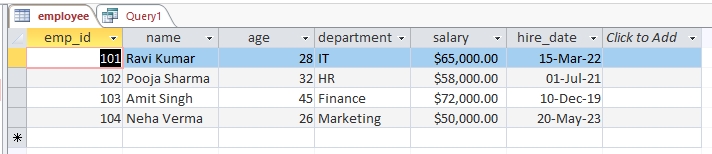 employee Query1
emp_id name age department salary hire_date Click to Add
101 Ravi Kumar 28 IT $65,000.00 15-Mar-22
102 Pooja Sharma 32 HR $58,000.00 01-Jul-21
103 Amit Singh 45 Finance $72,000.00 10-Dec-19
104 Neha Verma 26 Marketing $50,000.00 20-May-23